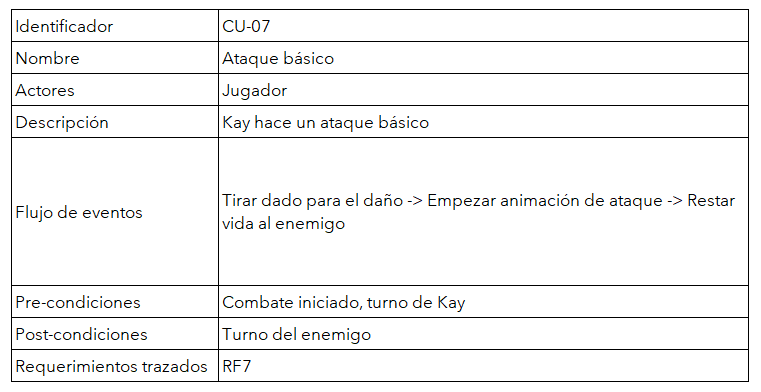 Identificador CU-07
Nombre Ataque básico
Actores Jugador
Descripción Kay hace un ataque básico
Flujo de eventos Tirar dado para el daño -> Empezar animación de ataque -> Restar
vida al enemigo
Pre-condiciones Combate iniciado, turno de Kay
Post-condiciones Turno del enemigo
Requerimientos trazados RF7